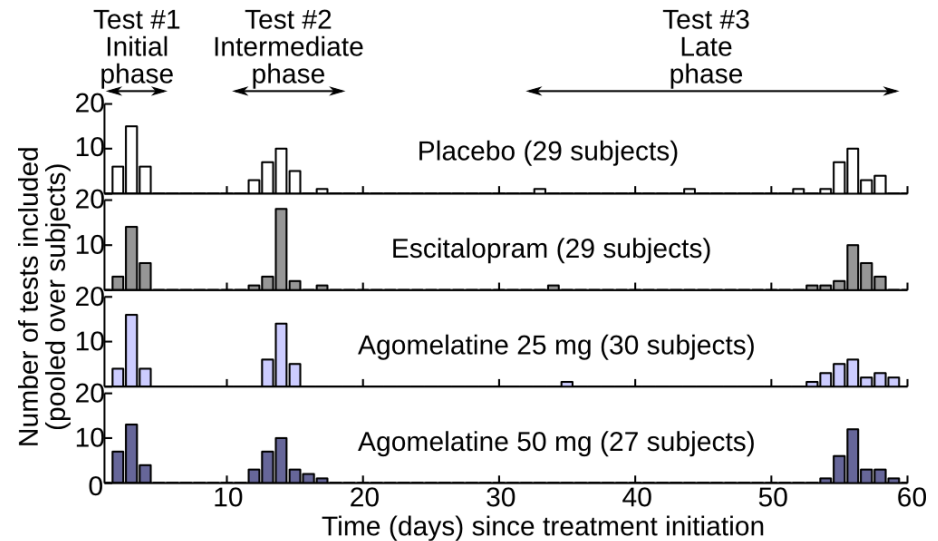 Test #1
Initial
phase
Test #2
Intermediate
phase
Test #3
Late
phase
Number of tests included
(pooled over subjects)
20
10
Placebo (29 subjects)
20
10
Escitalopram (29 subjects)
20
10
Agomelatine 25 mg (30 subjects)
20
10
Agomelatine 50 mg (27 subjects)
0
10
20
30
40
50
60
Time (days) since treatment initiation